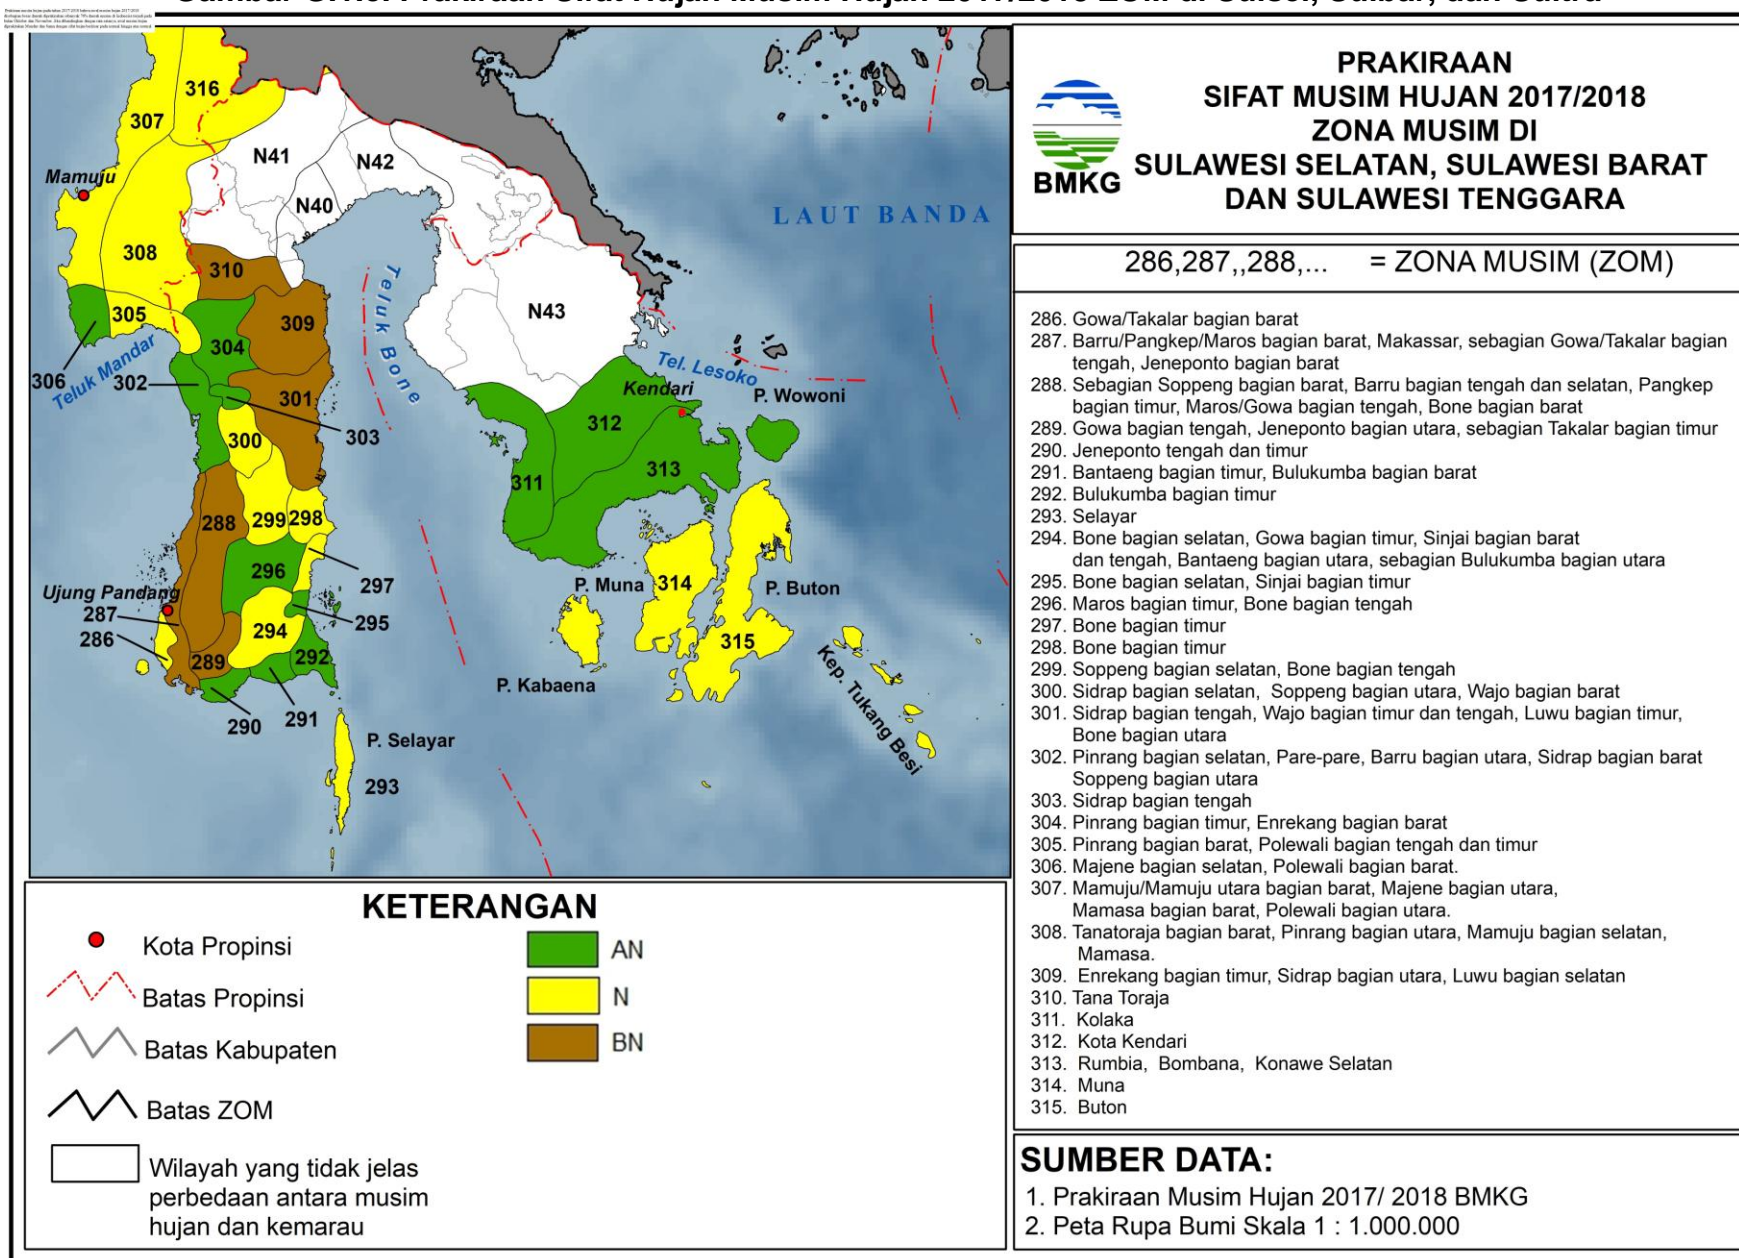 PRAKIRAAN
SIFAT MUSIM HUJAN 2017/2018
ZONA MUSIM DI
SULAWESI SELATAN, SULAWESI BARAT
DAN SULAWESI TENGGARA
BMKG
286,287,,288,... = ZONA MUSIM (ZOM)
286. Gowa/Takalar bagian barat
287. Barru/Pangkep/Maros bagian barat, Makassar, sebagian Gowa/Takalar bagian
tengah, Jeneponto bagian barat
288. Sebagian Soppeng bagian barat, Barru bagian tengah dan selatan, Pangkep
bagian timur, Maros/Gowa bagian tengah, Bone bagian barat
289. Gowa bagian tengah, Jeneponto bagian utara, sebagian Takalar bagian timur
290. Jeneponto tengah dan timur
291. Bantaeng bagian timur, Bulukumba bagian barat
292. Bulukumba bagian timur
293. Selayar
294. Bone bagian selatan, Gowa bagian timur, Sinjai bagian barat
dan tengah, Bantaeng bagian utara, sebagian Bulukumba bagian utara
295. Bone bagian selatan, Sinjai bagian timur
296. Maros bagian timur, Bone bagian tengah
297. Bone bagian timur
298. Bone bagian timur
299. Soppeng bagian selatan, Bone bagian tengah
300. Sidrap bagian selatan, Soppeng bagian utara, Wajo bagian barat
301. Sidrap bagian tengah, Wajo bagian timur dan tengah, Luwu bagian timur,
Bone bagian utara
302. Pinrang bagian selatan, Pare-pare, Barru bagian utara, Sidrap bagian barat
Soppeng bagian utara
303. Sidrap bagian tengah
304. Pinrang bagian timur, Enrekang bagian barat
305. Pinrang bagian barat, Polewali bagian tengah dan timur
306. Majene bagian selatan, Polewali bagian barat.
307. Mamuju/Mamuju utara bagian barat, Majene bagian utara,
Mamasa bagian barat, Polewali bagian utara.
308. Tanatoraja bagian barat, Pinrang bagian utara, Mamuju bagian selatan,
Mamasa.
309. Enrekang bagian timur, Sidrap bagian utara, Luwu bagian selatan
310. Tana Toraja
311. Kolaka
312. Kota Kendari
313. Rumbia, Bombana, Konawe Selatan
314. Muna
315. Buton
SUMBER DATA:
1. Prakiraan Musim Hujan 2017/ 2018 BMKG
2. Peta Rupa Bumi Skala 1 : 1.000.000
316
307
N41
N42
Mamuju
N40
LAUT BANDA
308
310
Teluk Bone
305
309
N43
304
306
Teluk Mandar
302
Tel. Lesoko
Kendari
P. Wowoni
301
303
300
312
313
311
288
299
298
296
297
Ujung Pandang
287
286
295
294
P. Muna
314
P. Buton
289
292
315
P. Kabaena
290
291
Kep. Tukang Besi
P. Selayar
293
KETERANGAN
Kota Propinsi
Batas Propinsi
Batas Kabupaten
Batas ZOM
Wilayah yang tidak jelas
perbedaan antara musim
hujan dan kemarau
AN
N
BN